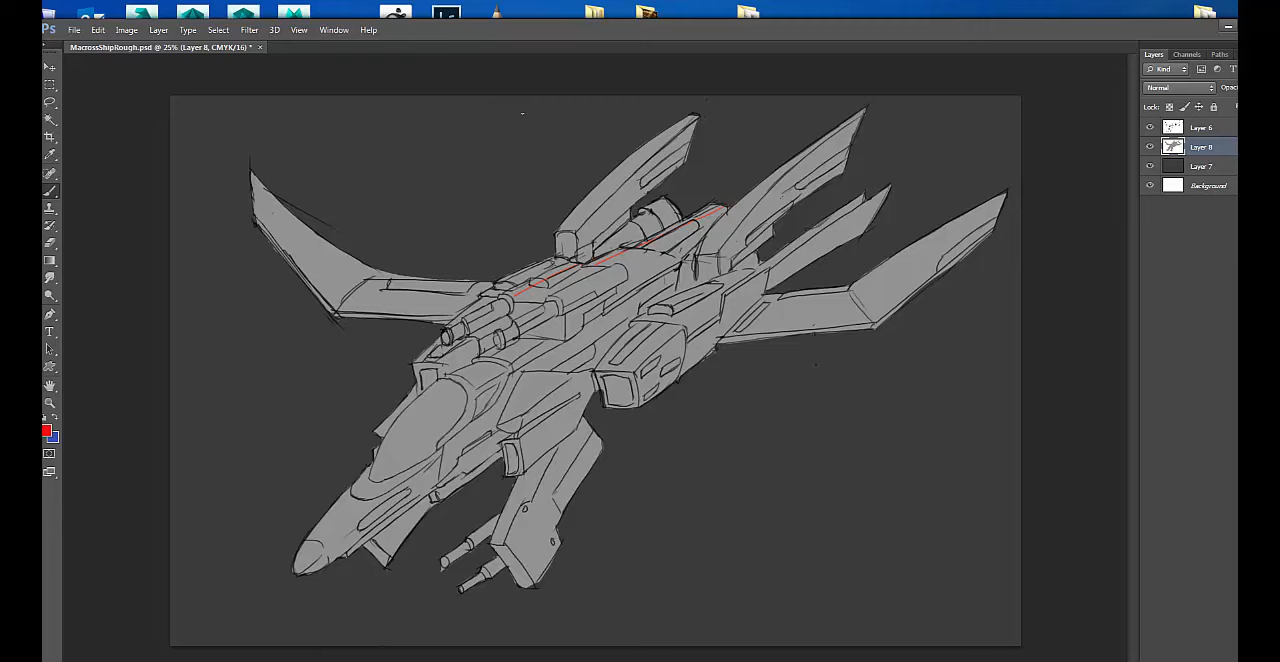 Ps File Edit Image Layer Type Select Filter 3D View Window Help
MacrossShipRough.psd @ 25% (Layer 8, CMYK/16) * ×
Layers Channels Paths
Kind
Normal Opac
Lock:
Layer 6
Layer 8
Layer 7
Background